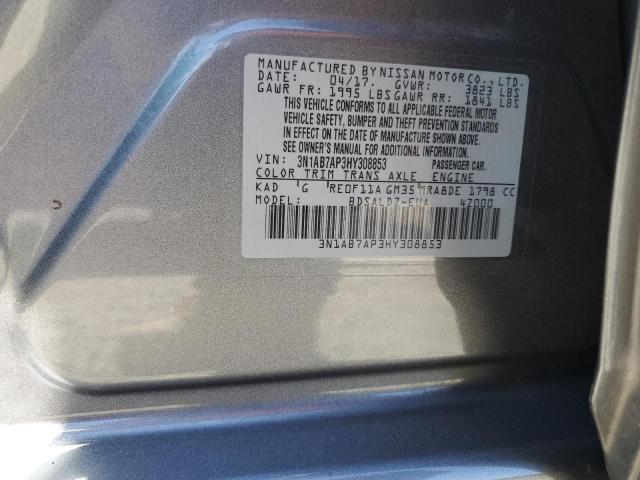 MANUFACTURED BY NISSAN MOTOR CO., LTD.
DATE: 04/17. GVWR: 3823 LBS
GAWR FR: 1995 LBS GAWR RR: 1841 LBS
THIS VEHICLE CONFORMS TO ALL APPLICABLE FEDERAL MOTOR
VEHICLE SAFETY, BUMPER AND THEFT PREVENTION STANDARDS
IN EFFECT ON THE DATE OF MANUFACTURE SHOWN ABOVE.
SEE OWNER'S MANUAL FOR ADDITIONAL INFORMATION.
VIN: 3N1AB7AP3HY308853 PASSENGER CAR.
COLOR TRIM TRANS AXLE ENGINE
KAD G RE0F11A GM35 MRA8DE 1798 CC
MODEL: BDSALDZ-EUA 4Z000
3N1AB7AP3HY308853